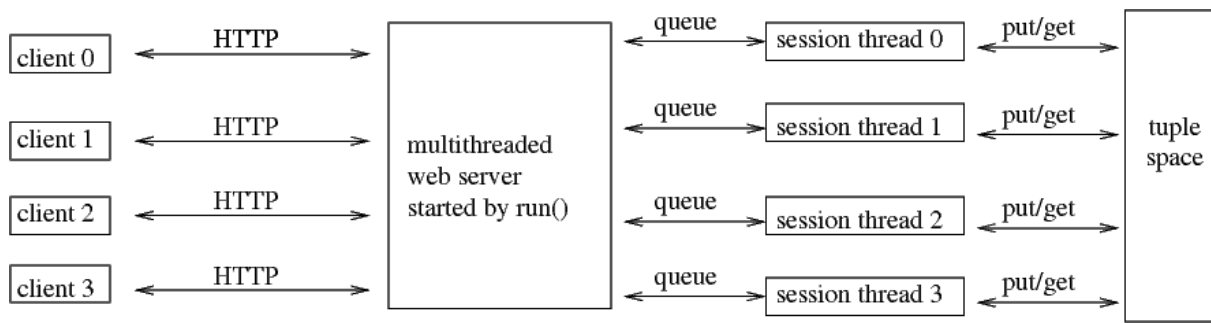 client 0
HTTP
queue
session thread 0
put/get
client 1
HTTP
queue
session thread 1
put/get
multithreaded
web server
started by run()
tuple
space
client 2
HTTP
queue
session thread 2
put/get
client 3
HTTP
queue
session thread 3
put/get